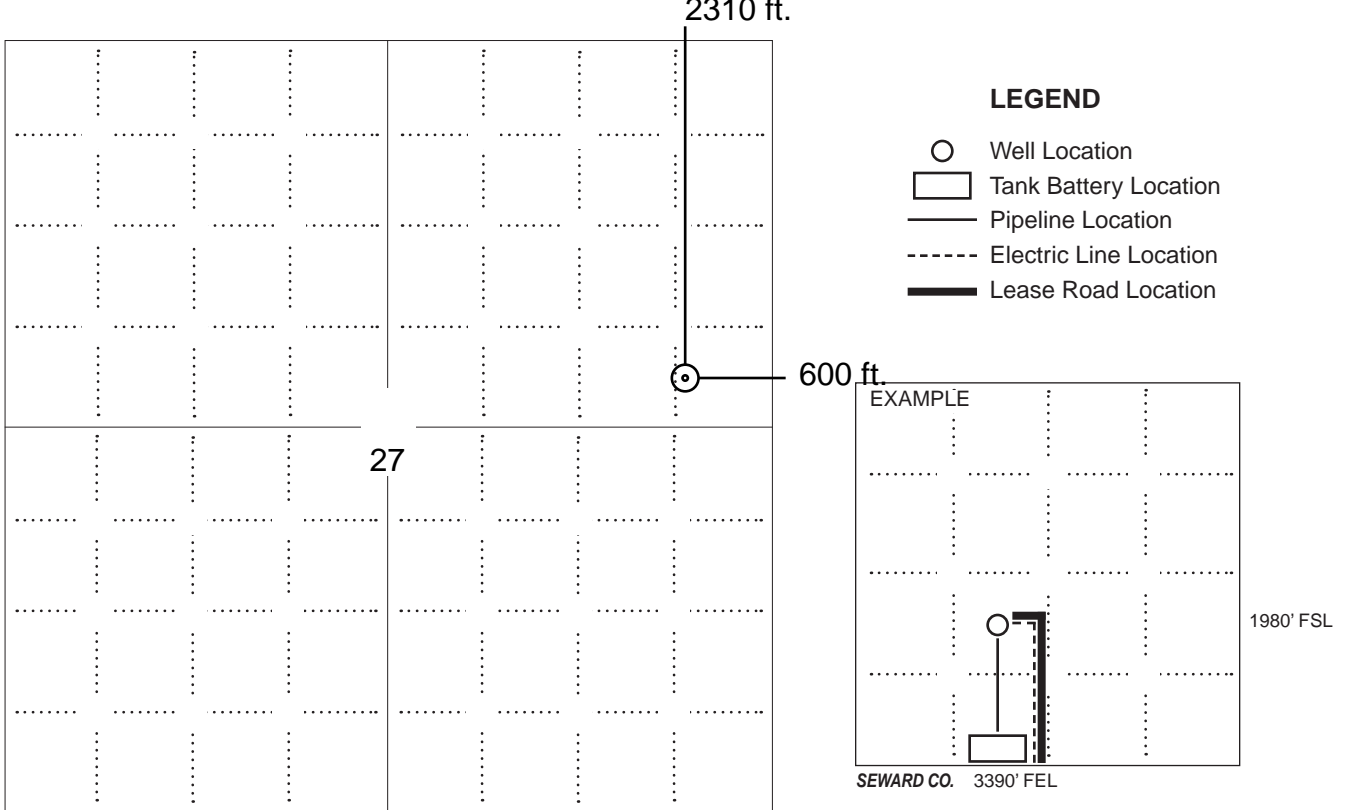 2310 ft.
LEGEND
Well Location
Tank Battery Location
Pipeline Location
Electric Line Location
Lease Road Location
600 ft.
EXAMPLE
27
1980' FSL
SEWARD CO. 3390' FEL